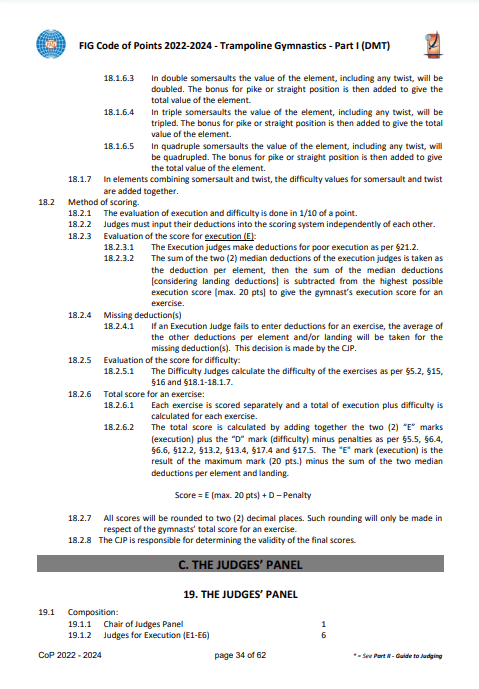 FIG Code of Points 2022-2024 - Trampoline Gymnastics - Part I (DMT)
18.1.6.3 In double somersaults the value of the element, including any twist, will be
doubled. The bonus for pike or straight position is then added to give the
total value of the element.
18.1.6.4 In triple somersaults the value of the element, including any twist, will be
tripled. The bonus for pike or straight position is then added to give the total
value of the element.
18.1.6.5 In quadruple somersaults the value of the element, including any twist, will
be quadrupled. The bonus for pike or straight position is then added to give
the total value of the element.
18.1.7 In elements combining somersault and twist, the difficulty values for somersault and twist
are added together.
18.2 Method of scoring.
18.2.1 The evaluation of execution and difficulty is done in 1/10 of a point.
18.2.2 Judges must input their deductions into the scoring system independently of each other.
18.2.3 Evaluation of the score for execution (E):
18.2.3.1 The Execution judges make deductions for poor execution as per §21.2.
18.2.3.2 The sum of the two (2) median deductions of the execution judges is taken as
the deduction per element, then the sum of the median deductions
[considering landing deductions] is subtracted from the highest possible
execution score [max. 20 pts] to give the gymnast's execution score for an
exercise.
18.2.4 Missing deduction(s)
18.2.4.1 If an Execution Judge fails to enter deductions for an exercise, the average of
the other deductions per element and/or landing will be taken for the
missing deduction(s). This decision is made by the CJP.
18.2.5 Evaluation of the score for difficulty:
18.2.5.1 The Difficulty Judges calculate the difficulty of the exercises as per §5.2, §15,
§16 and §18.1-18.1.7.
18.2.6 Total score for an exercise:
18.2.6.1 Each exercise is scored separately and a total of execution plus difficulty is
calculated for each exercise.
18.2.6.2 The total score is calculated by adding together the two (2) "E" marks
(execution) plus the "D" mark (difficulty) minus penalties as per §5.5, §6.4,
§6.6, §12.2, §13.2, §13.4, §17.4 and §17.5. The "E" mark (execution) is the
result of the maximum mark (20 pts.) minus the sum of the two median
deductions per element and landing.
Score = E (max. 20 pts) + D – Penalty
18.2.7 All scores will be rounded to two (2) decimal places. Such rounding will only be made in
respect of the gymnasts' total score for an exercise.
18.2.8 The CJP is responsible for determining the validity of the final scores.
C. THE JUDGES' PANEL
19. THE JUDGES' PANEL
19.1 Composition:
19.1.1 Chair of Judges Panel 1
19.1.2 Judges for Execution (E1-E6) 6
CoP 2022 - 2024 page 34 of 62 * = See Part II - Guide to Judging